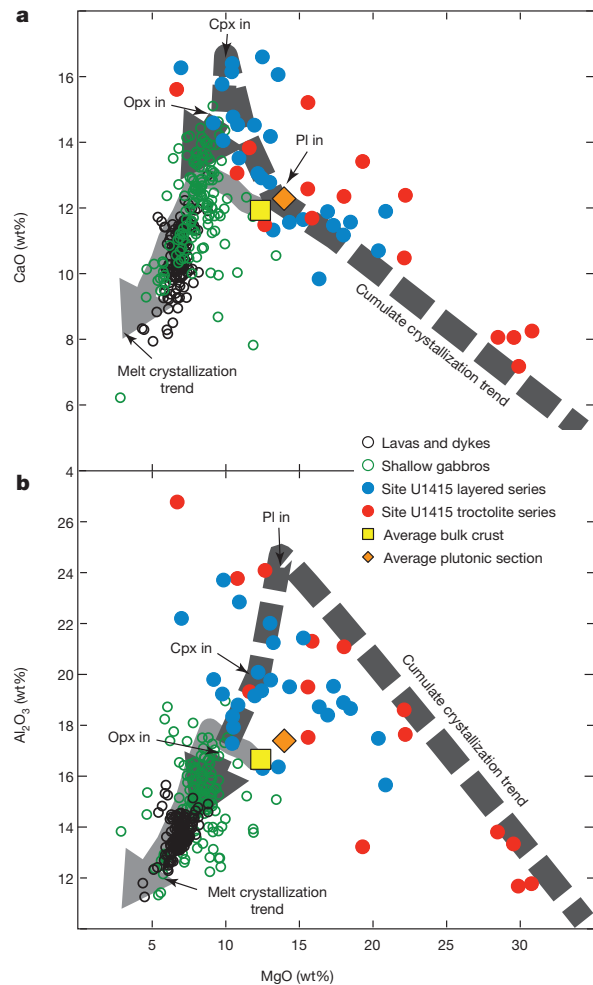 a
Cpx in
16
Opx in
14
Pl in
12
CaO (wt%)
10
8
Melt crystallization
trend
Cumulate crystallization trend
6
4
Lavas and dykes
Shallow gabbros
Site U1415 layered series
Site U1415 troctolite series
Average bulk crust
Average plutonic section
b
26
Pl in
24
22
Cpx in
20
Al2O3 (wt%)
18
Opx in
16
Cumulate crystallization trend
14
12
Melt crystallization
trend
5
10
15
20
25
30
MgO (wt%)